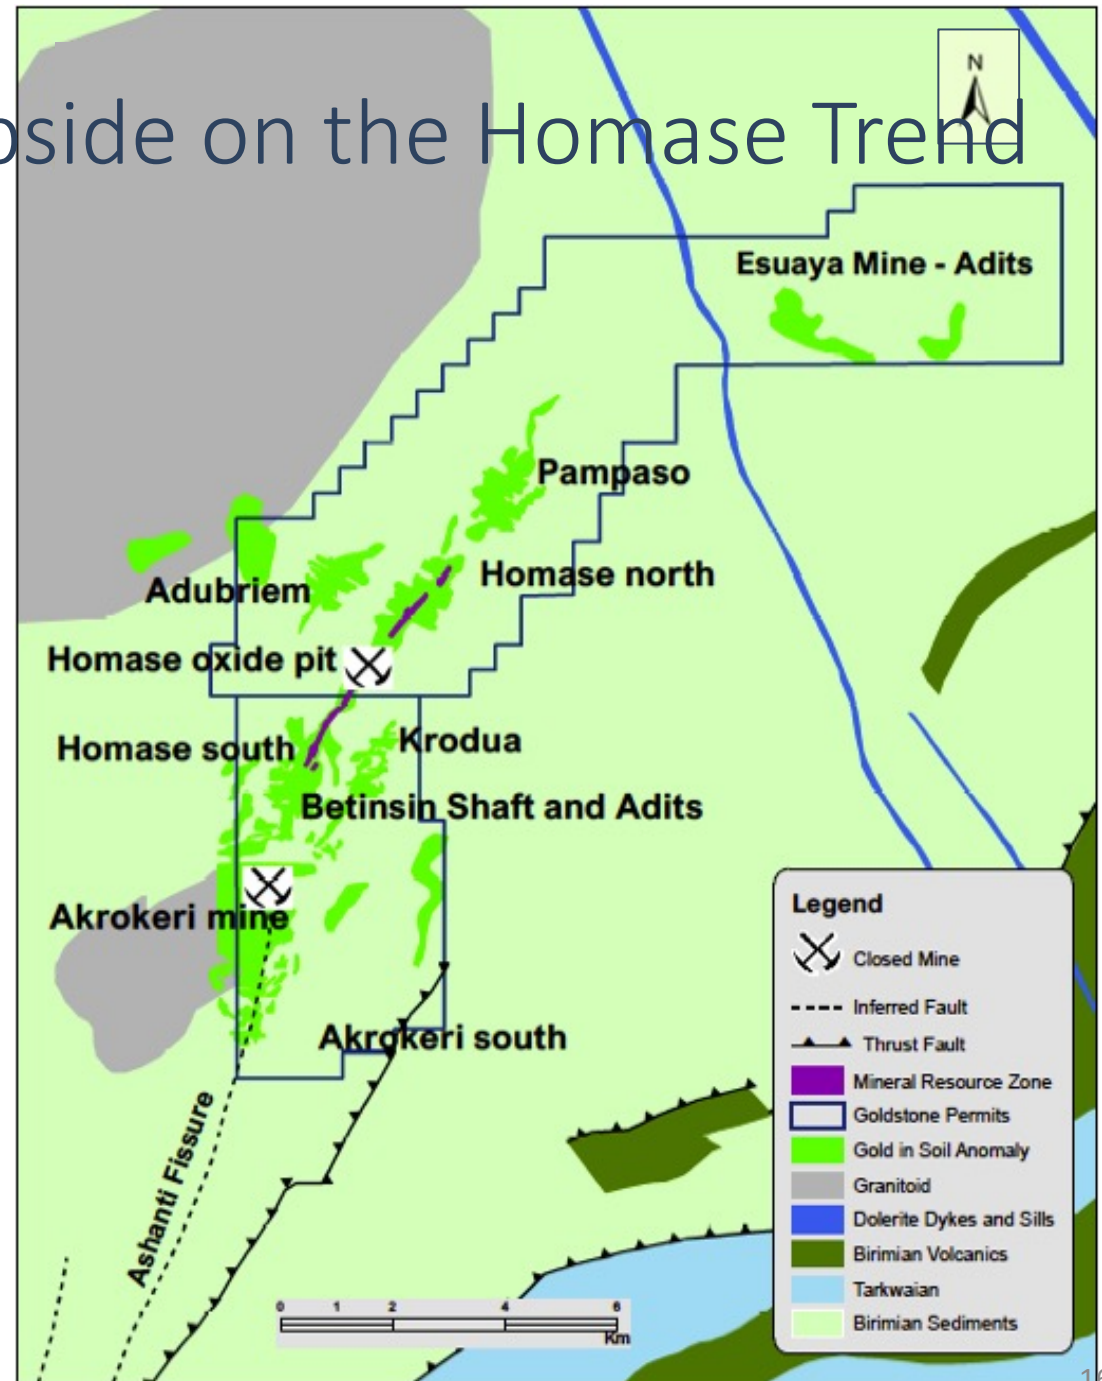 N
pside on the Homase Trend
Esuaya Mine - Adits
Pampaso
Homase north
Adubriem
Homase oxide pit
Krodua
Homase south
Betinsin Shaft and Adits
Akrokeri mine
Akrokeri south
Ashanti Fissure
Legend
Closed Mine
Inferred Fault
Thrust Fault
Mineral Resource Zone
Goldstone Permits
Gold in Soil Anomaly
Granitoid
Dolerite Dykes and Sills
Birimian Volcanics
Tarkwaian
Birimian Sediments
0 1 2 4 6
Km